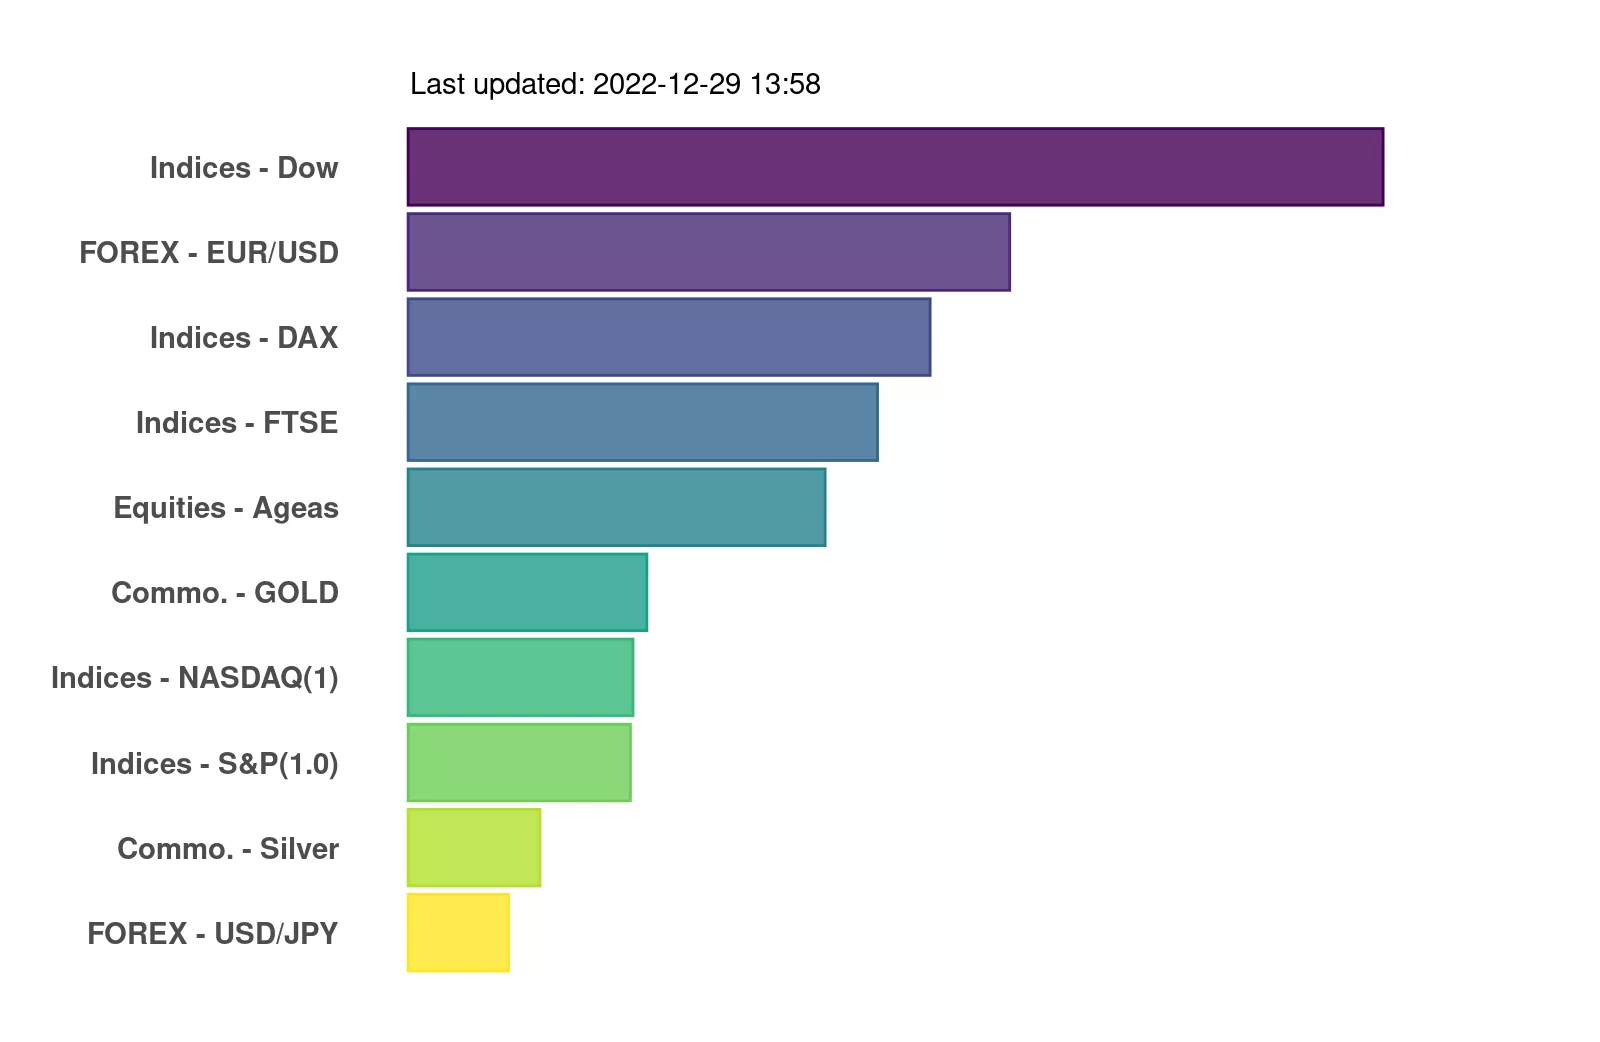 Last updated: 2022-12-29 13:58
Indices - Dow
FOREX - EUR/USD
Indices - DAX
Indices - FTSE
Equities - Ageas
Commo. - GOLD
Indices - NASDAQ(1)
Indices - S&P(1.0)
Commo. - Silver
FOREX - USD/JPY